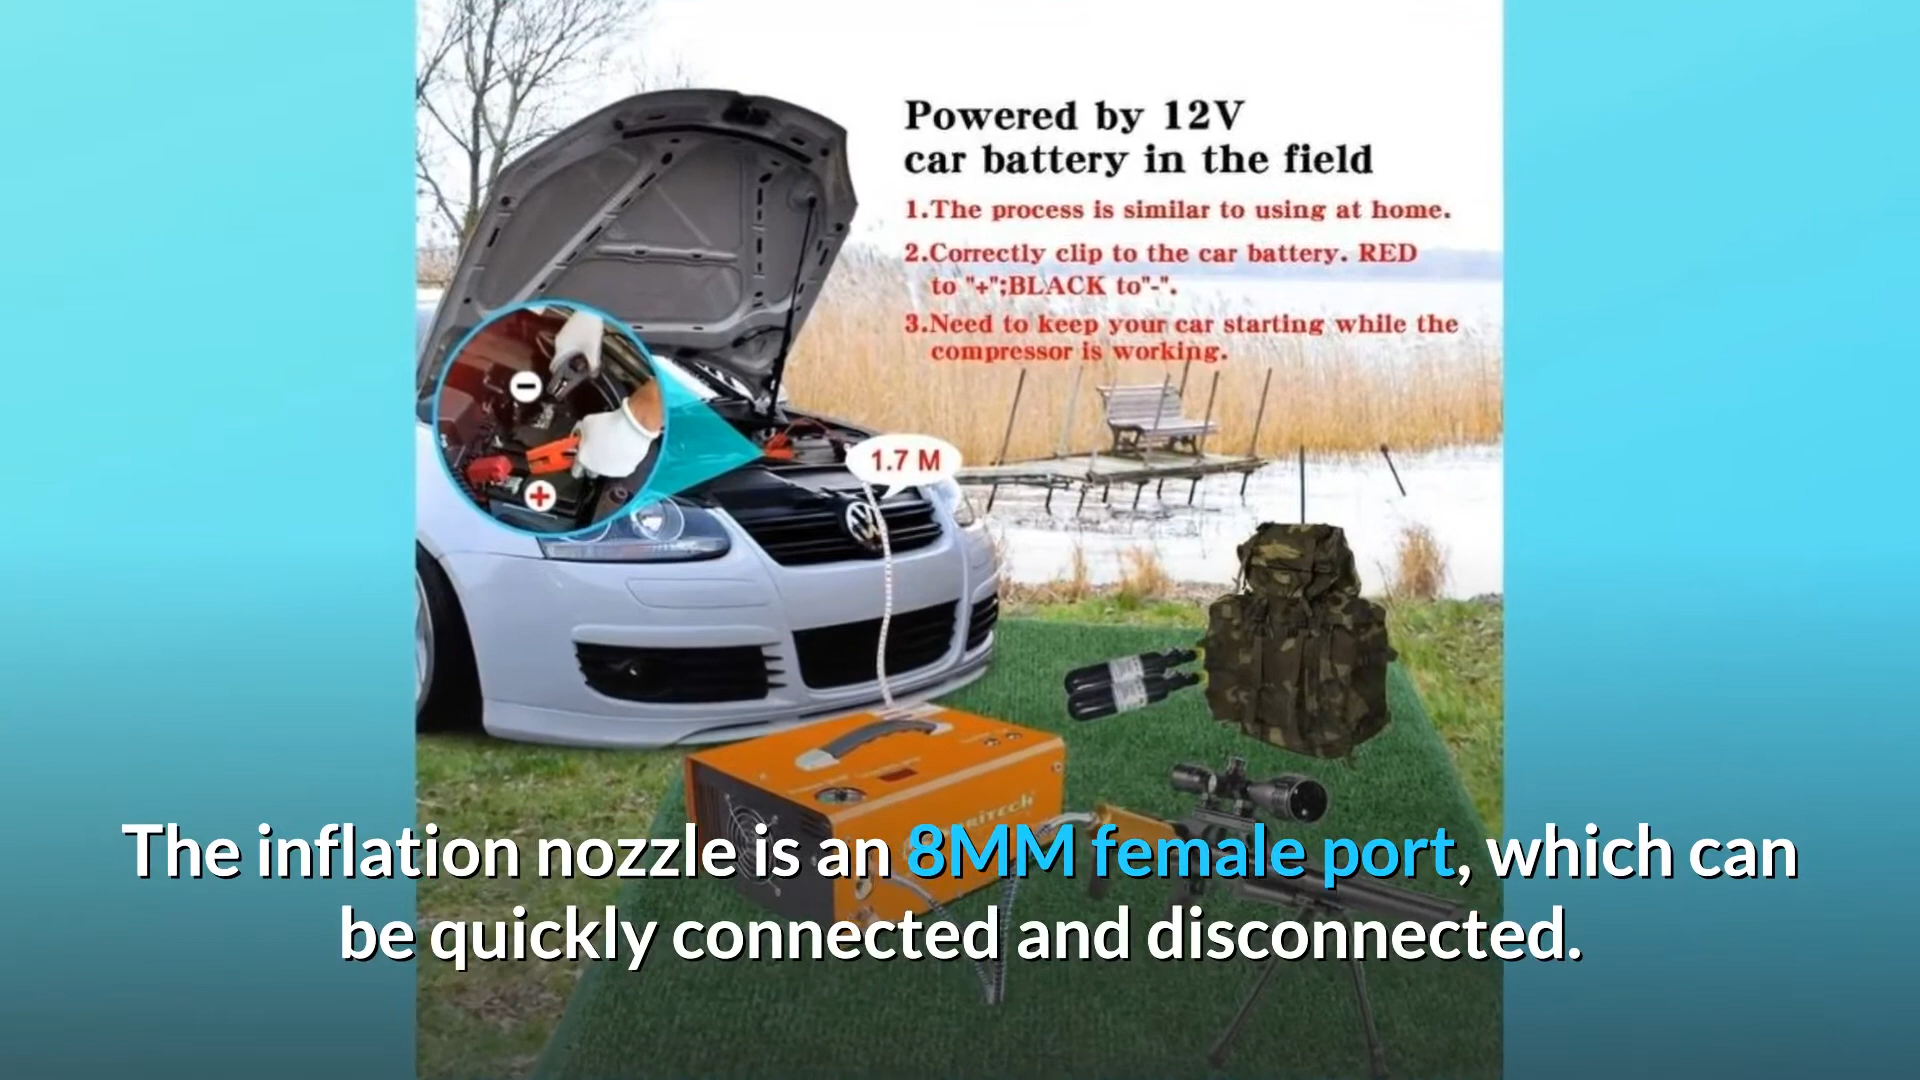 Powered by 12V
car battery in the field
1.The process is similar to using at home.
2.Correctly clip to the car battery. RED
to "+";BLACK to"-".
3.Need to keep your car starting while the
compressor is working.
1.7 M
The inflation nozzle is an 8MM female port, which can
be quickly connected and disconnected.